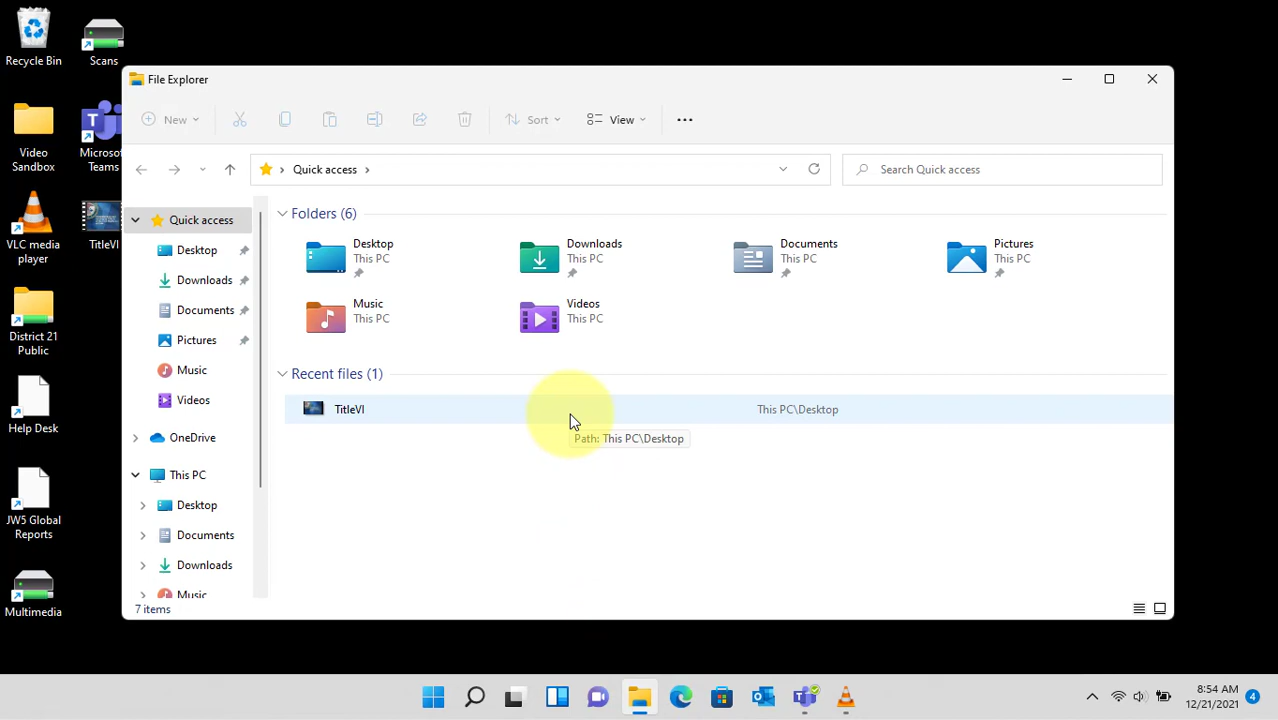 Recycle Bin
Scans
Video
Sandbox
Microso
Teams
VLC media
player
TitleVI
District 21
Public
Help Desk
JW5 Global
Reports
Multimedia
File Explorer
New
Sort
View
Quick access
Search Quick access
Quick access
Desktop
Downloads
Documents
Pictures
Music
Videos
OneDrive
This PC
Desktop
Documents
Downloads
Music
Folders (6)
Desktop
This PC
Downloads
This PC
Documents
This PC
Pictures
This PC
Music
This PC
Videos
This PC
Recent files (1)
TitleVI
This PC\Desktop
Path: This PC\Desktop
7 items
8:54 AM
12/21/2021
4